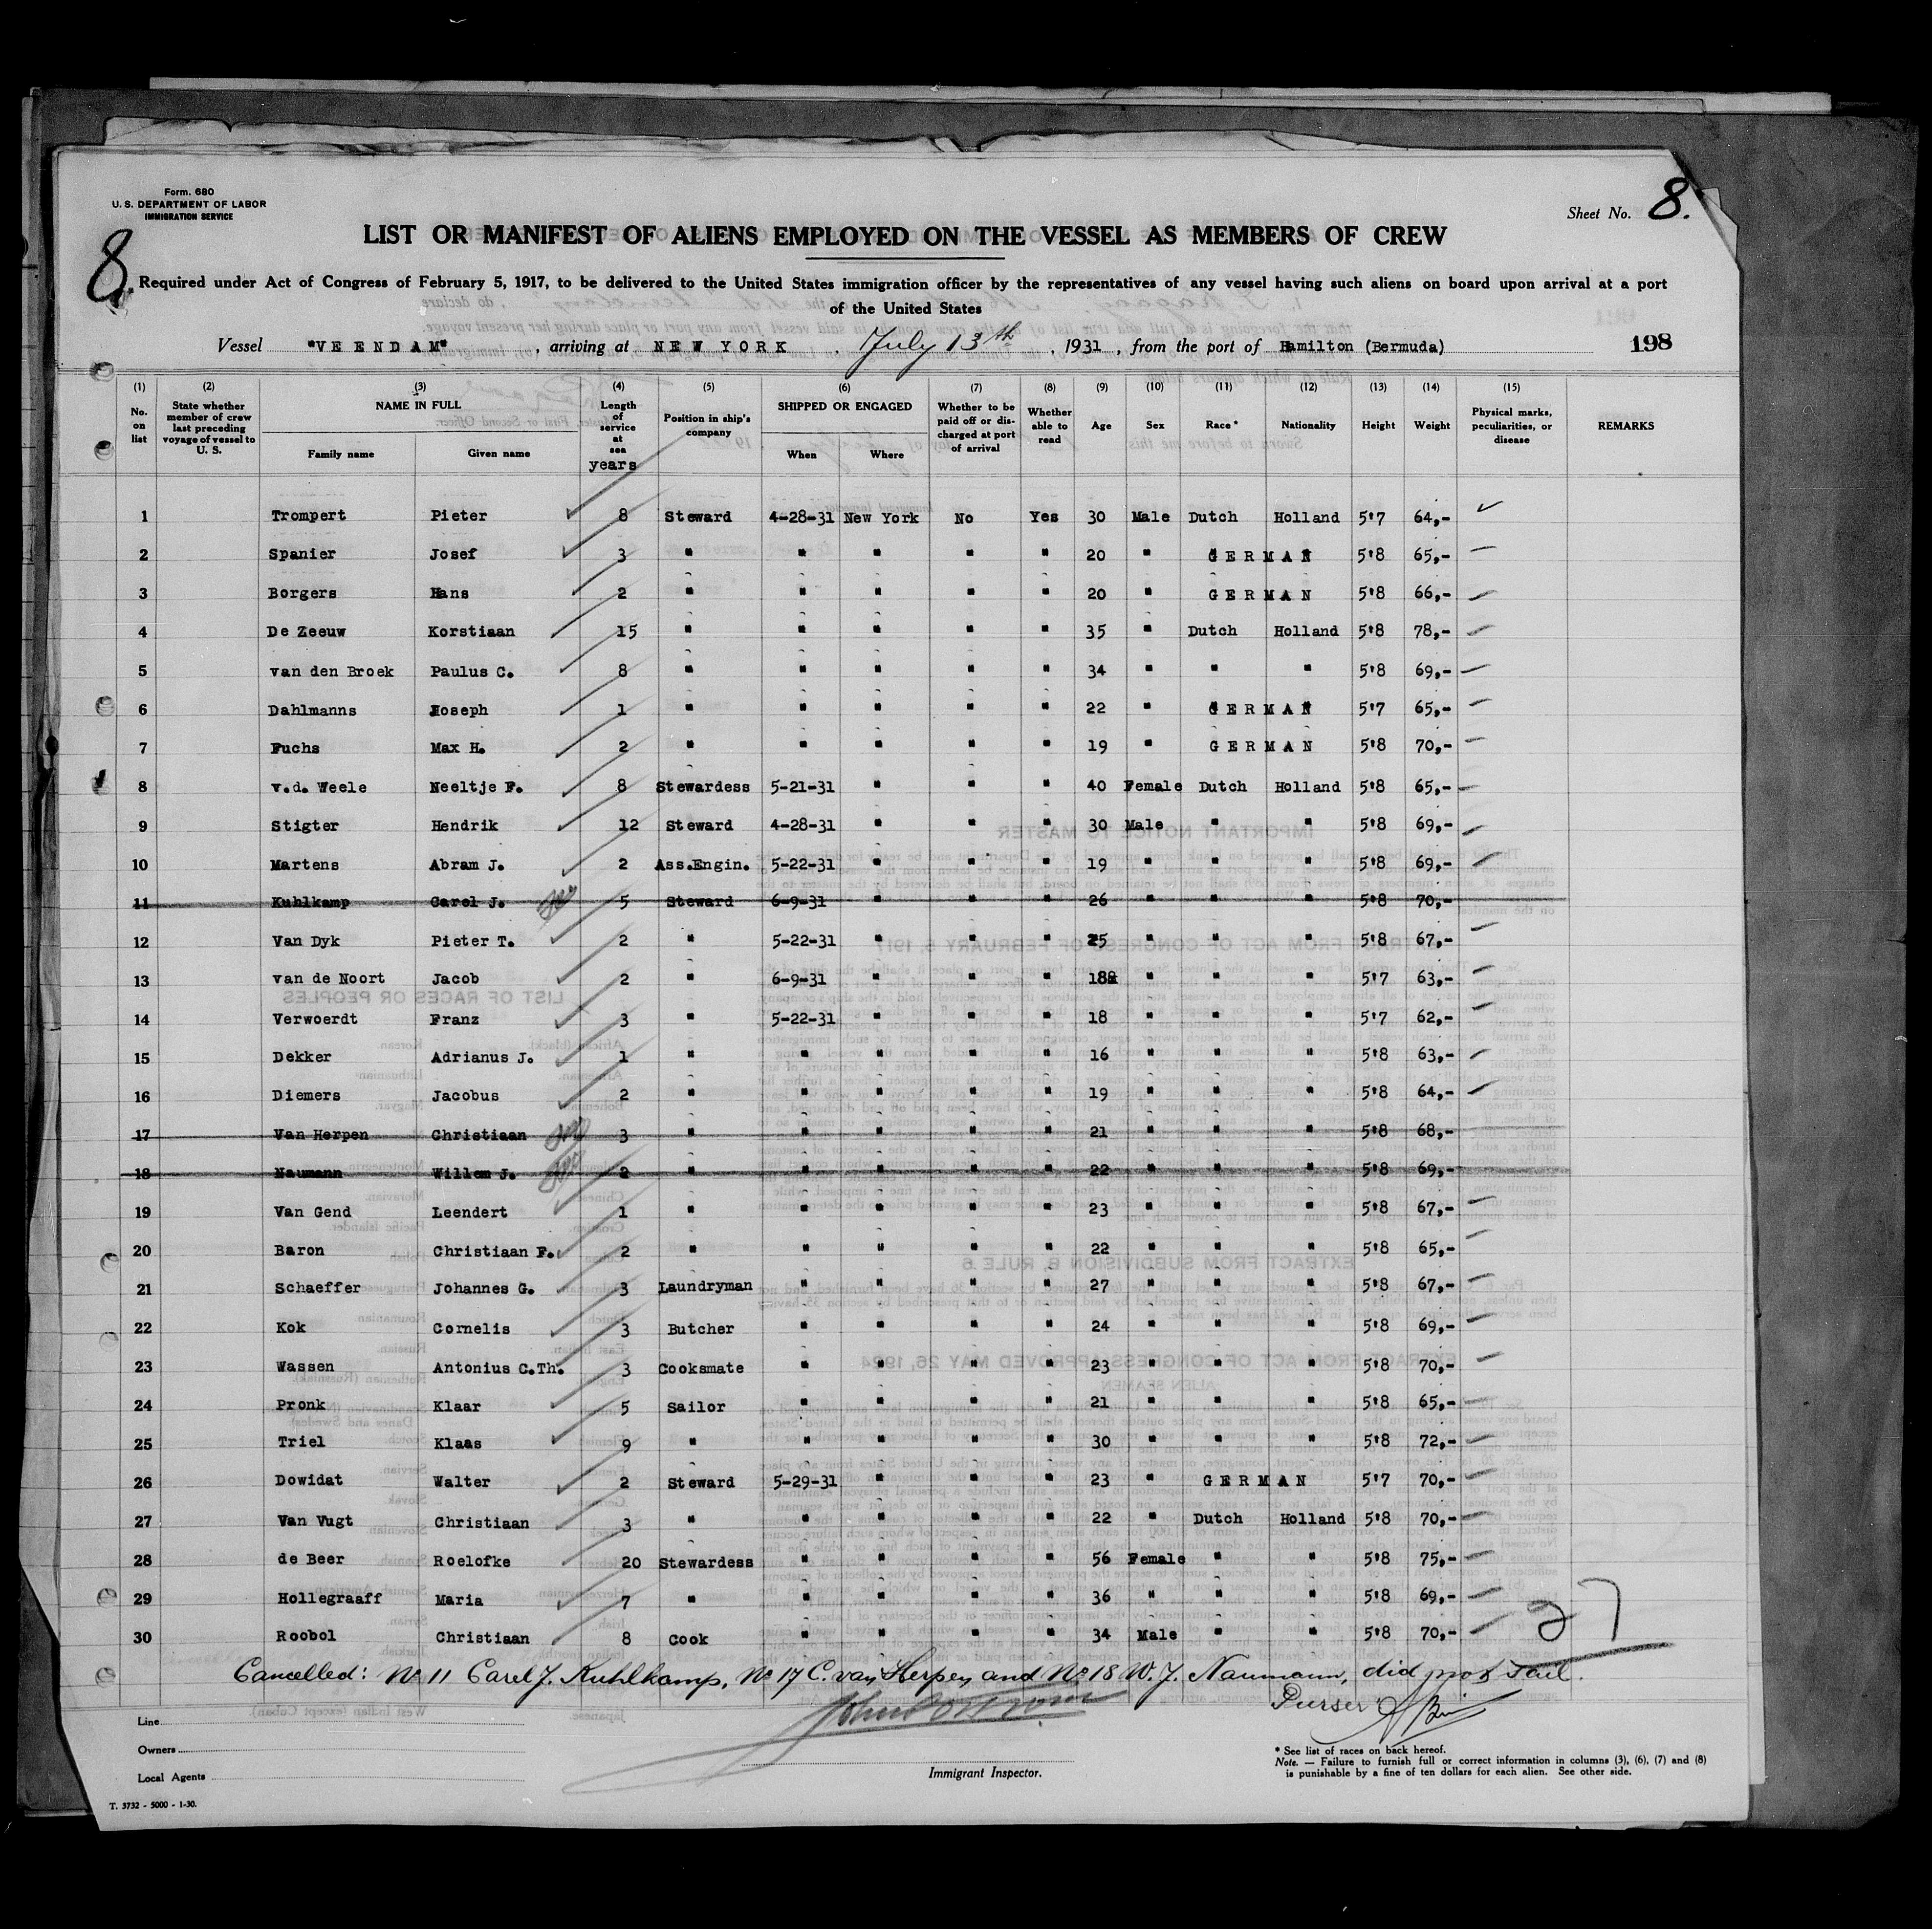 Form. 680
U. S. DEPARTMENT OF LABOR
IMMIGRATION SERVICE
Sheet No. 8.
8.
LIST OR MANIFEST OF ALIENS EMPLOYED ON THE VESSEL AS MEMBERS OF CREW
Required under Act of Congress of February 5, 1917, to be delivered to the United States immigration officer by the representatives of any vessel having such aliens on board upon arrival at a port
of the United States
Vessel "VEENDAM", arriving at NEW YORK, July 13th, 1931, from the port of Hamilton (Bermuda) 198
(1) No. on list (2) State whether member of crew last preceding voyage of vessel to U. S. (3) NAME IN FULL Family name Given name (4) Length of service at sea years (5) Position in ship's company (6) SHIPPED OR ENGAGED When Where (7) Whether to be paid off or discharged at port of arrival (8) Whether able to read (9) Age (10) Sex (11) Race* (12) Nationality (13) Height (14) Weight (15) Physical marks, peculiarities, or disease REMARKS
1 Trompert Pieter 8 Steward 4-28-31 New York No Yes 30 Male Dutch Holland 5'7 64,-
2 Spanier Josef 3 " " " " " 20 " GERMAN 5'8 65,-
3 Borgers Hans 2 " " " " " 20 " GERMAN 5'8 66,-
4 De Zeeuw Korstiaan 15 " " " " " 35 " Dutch Holland 5'8 78,-
5 van den Broek Paulus C. 8 " " " " " 34 " " " 5'8 69,-
6 Dahlmanns Joseph 1 " " " " " 22 " GERMAN 5'7 65,-
7 Fuchs Max H. 2 " " " " " 19 " GERMAN 5'8 70,-
8 v.d. Weele Neeltje F. 8 Stewardess 5-21-31 " " " 40 Female Dutch Holland 5'8 65,-
9 Stigter Hendrik 12 Steward 4-28-31 " " " 30 Male " " 5'8 69,-
10 Martens Abram J. 2 Ass.Engin. 5-22-31 " " " 19 " " " 5'8 69,-
11 Kuhlkamp Carel J. 5 Steward 6-9-31 " " " 26 " " " 5'8 70,-
12 Van Dyk Pieter T. 2 " 5-22-31 " " " 25 " " " 5'8 67,-
13 van de Noort Jacob 2 " 6-9-31 " " " 18 " " " 5'7 63,-
14 Verwoerdt Franz 3 " 5-22-31 " " " 18 " " " 5'7 62,-
15 Dekker Adrianus J. 1 " " " " " 16 " " " 5'8 63,-
16 Diemers Jacobus 2 " " " " " 19 " " " 5'8 64,-
17 Van Herpen Christiaan 3 " " " " " 21 " " " 5'8 68,-
18 Naumann Willem J. 2 " " " " " 22 " " " 5'8 69,-
19 Van Gend Leendert 1 " " " " " 23 " " " 5'8 67,-
20 Baron Christiaan F. 2 " " " " " 22 " " " 5'8 65,-
21 Schaeffer Johannes G. 3 Laundryman " " " " 27 " " " 5'8 67,-
22 Kok Cornelis 3 Butcher " " " " 24 " " " 5'8 69,-
23 Wassen Antonius C.Th. 3 Cooksmate " " " " 23 " " " 5'8 70,-
24 Pronk Klaar 5 Sailor " " " " 21 " " " 5'8 65,-
25 Triel Klaas 9 " " " " " 30 " " " 5'8 72,-
26 Dowidat Walter 2 Steward 5-29-31 " " " 23 " GERMAN 5'7 70,-
27 Van Vugt Christiaan 3 " " " " " 22 " Dutch Holland 5'8 70,-
28 de Beer Roelofke 20 Stewardess " " " " 56 Female " " 5'8 75,-
29 Hollegraaff Maria 7 " " " " " 36 " " " 5'8 69,-
30 Roobol Christiaan 8 Cook " " " " 34 Male " " 5'8 70,-
27
Cancelled: No 11 Carel J. Kuhlkamp, No 17 C. van Herpen and No 18 W. J. Naumann, did not sail.
Purser
Line
Owners
Local Agents
Immigrant Inspector.
* See list of races on back hereof.
Note. — Failure to furnish full or correct information in columns (3), (6), (7) and (8)
is punishable by a fine of ten dollars for each alien. See other side.
T. 3732 - 5000 - 1-30.